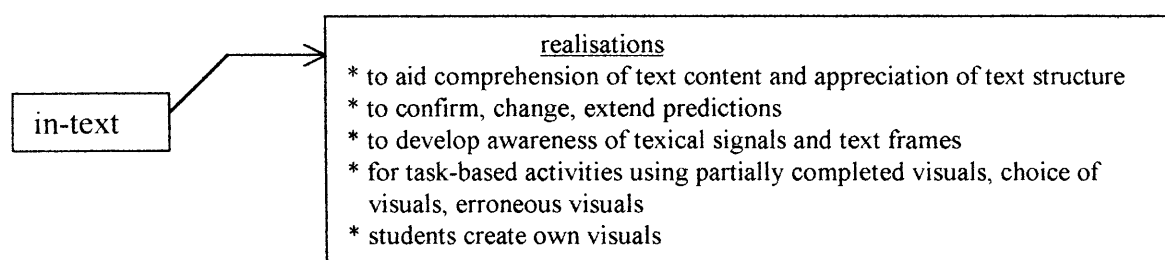 in-text
realisations
* to aid comprehension of text content and appreciation of text structure
* to confirm, change, extend predictions
* to develop awareness of texical signals and text frames
* for task-based activities using partially completed visuals, choice of
visuals, erroneous visuals
* students create own visuals